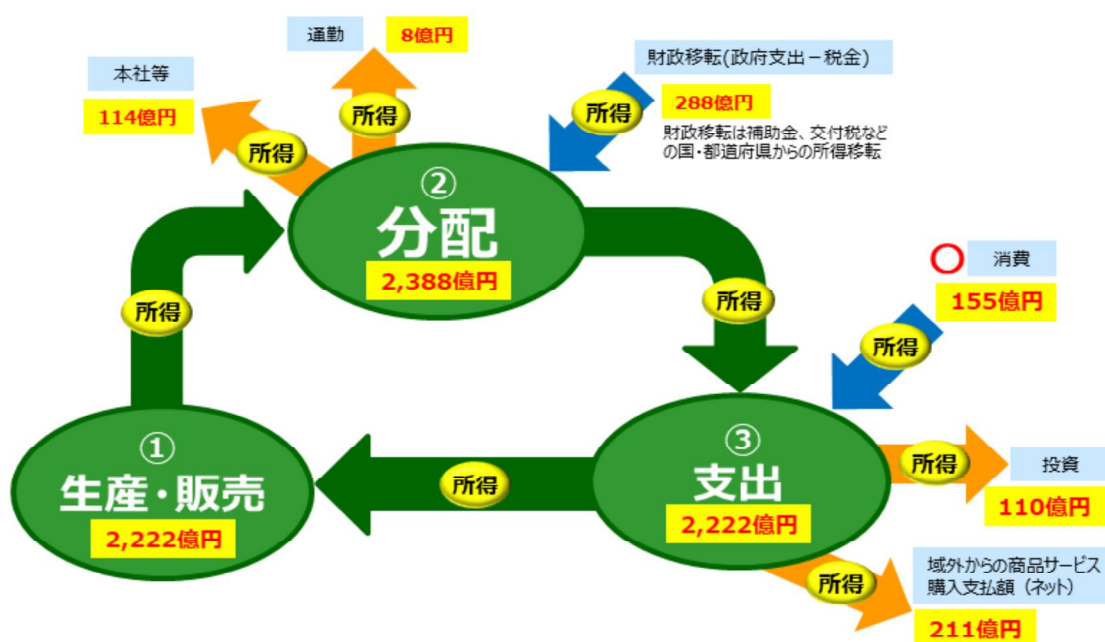 通勤
8億円
本社等
114億円
所得
所得
財政移転(政府支出－税金)
所得
288億円
財政移転は補助金、交付税など
の国・都道府県からの所得移転
②
分配
2,388億円
所得
所得
○ 消費
155億円
所得
①
生産・販売
2,222億円
所得
③
支出
2,222億円
所得
投資
110億円
所得
域外からの商品サービス
購入支払額（ネット）
211億円